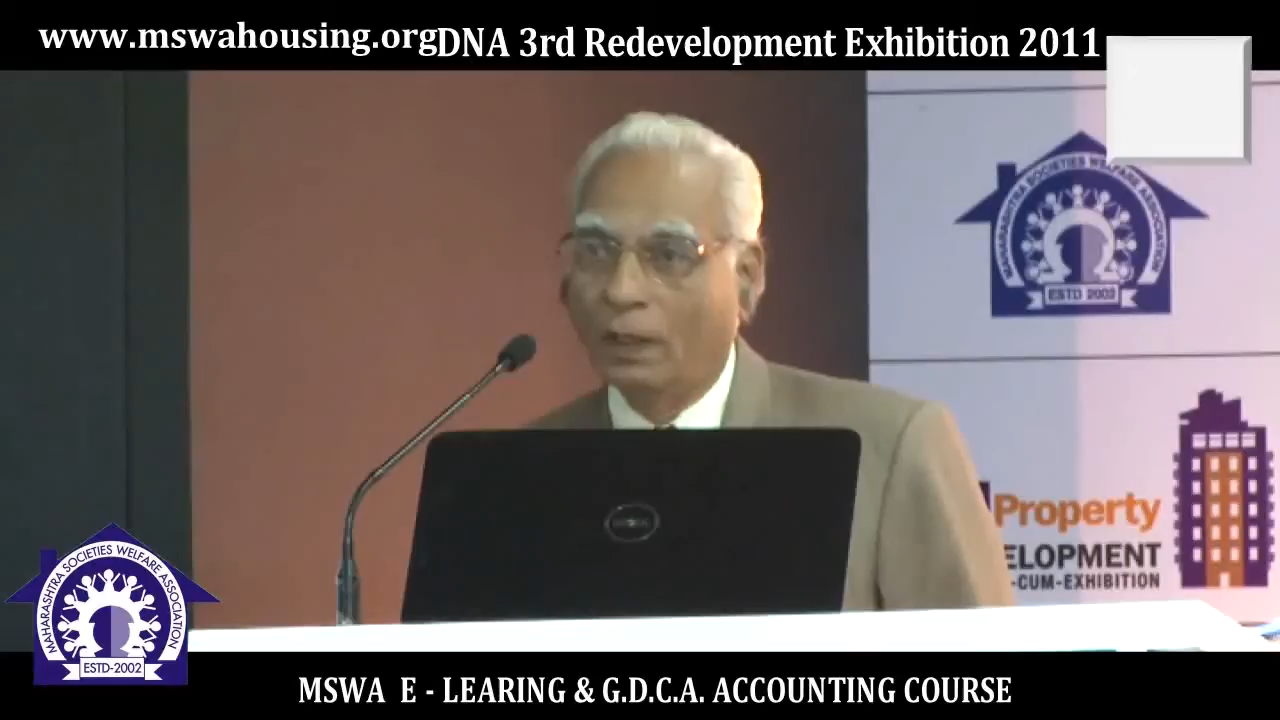 www.mswahousing.org
DNA 3rd Redevelopment Exhibition 2011
MAHARASHTRA SOCIETIES WELFARE ASSOCIATION
ESTD 2002
Property
ELOPMENT
-CUM-EXHIBITION
MAHARASHTRA SOCIETIES WELFARE ASSOCIATION
ESTD-2002
MSWA E - LEARING & G.D.C.A. ACCOUNTING COURSE